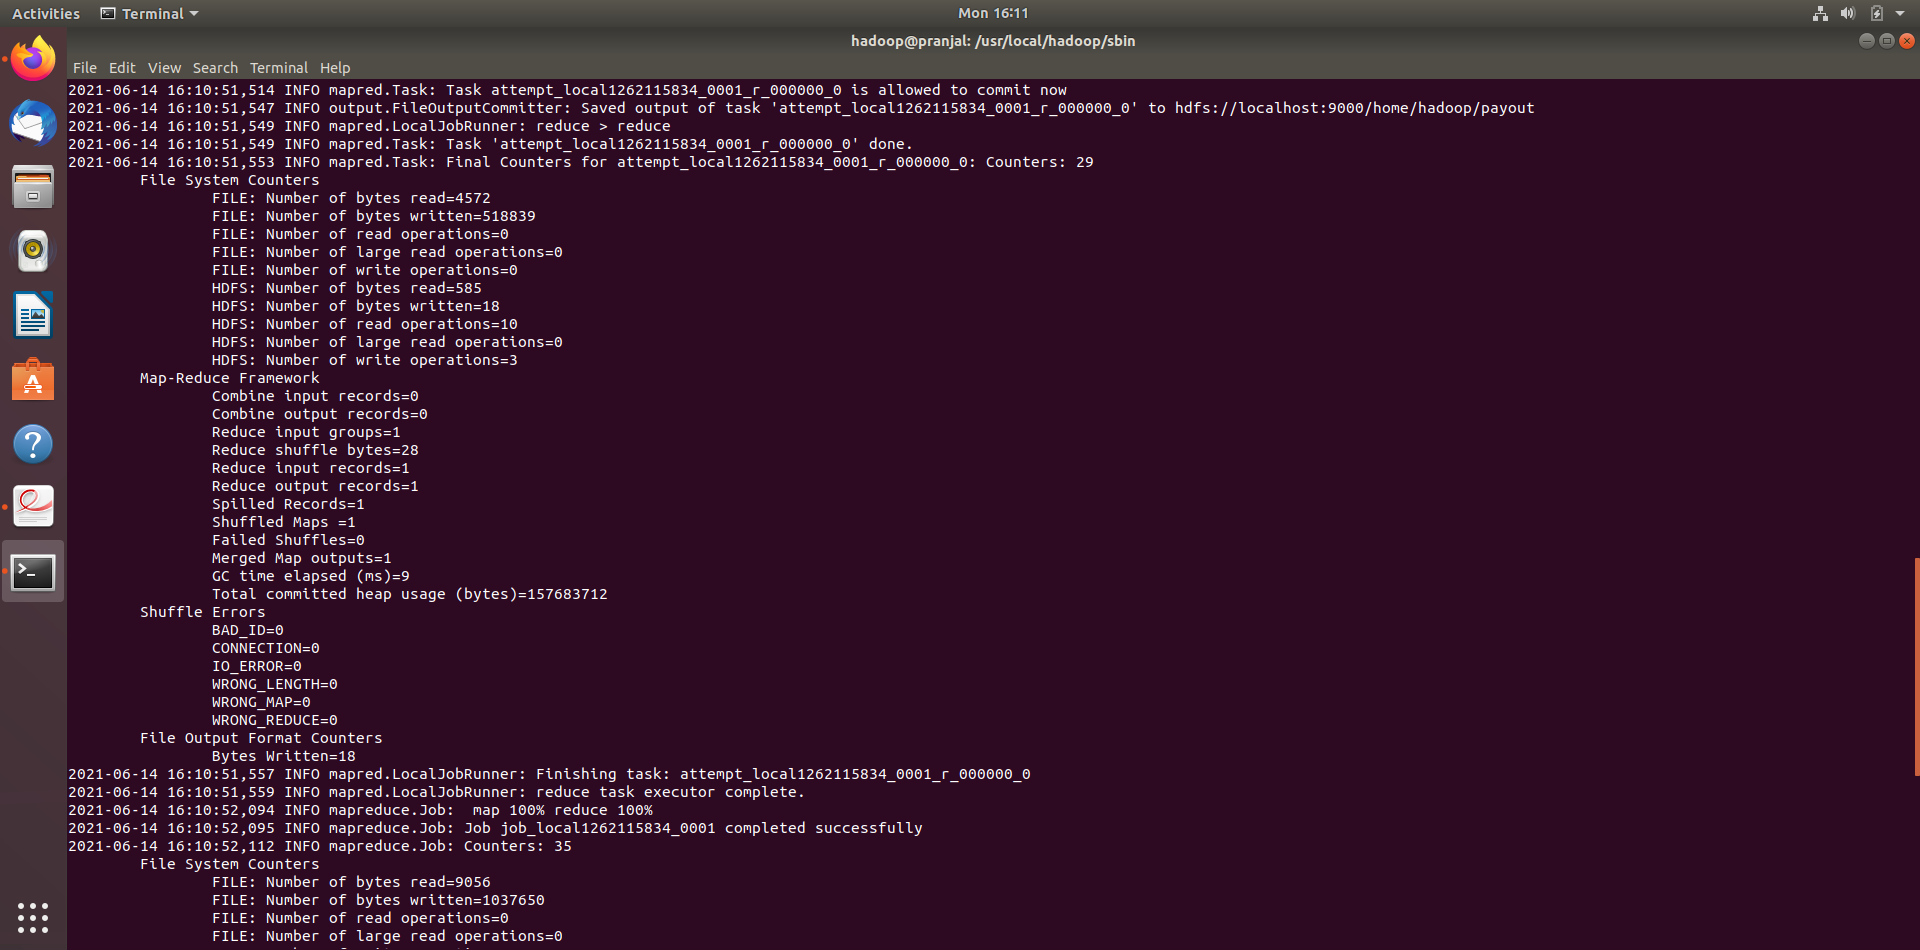 Activities Terminal Mon 16:11
hadoop@pranjal: /usr/local/hadoop/sbin
File Edit View Search Terminal Help
2021-06-14 16:10:51,514 INFO mapred.Task: Task attempt_local1262115834_0001_r_000000_0 is allowed to commit now
2021-06-14 16:10:51,547 INFO output.FileOutputCommitter: Saved output of task 'attempt_local1262115834_0001_r_000000_0' to hdfs://localhost:9000/home/hadoop/payout
2021-06-14 16:10:51,549 INFO mapred.LocalJobRunner: reduce > reduce
2021-06-14 16:10:51,549 INFO mapred.Task: Task 'attempt_local1262115834_0001_r_000000_0' done.
2021-06-14 16:10:51,553 INFO mapred.Task: Final Counters for attempt_local1262115834_0001_r_000000_0: Counters: 29
File System Counters
FILE: Number of bytes read=4572
FILE: Number of bytes written=518839
FILE: Number of read operations=0
FILE: Number of large read operations=0
FILE: Number of write operations=0
HDFS: Number of bytes read=585
HDFS: Number of bytes written=18
HDFS: Number of read operations=10
HDFS: Number of large read operations=0
HDFS: Number of write operations=3
Map-Reduce Framework
Combine input records=0
Combine output records=0
Reduce input groups=1
Reduce shuffle bytes=28
Reduce input records=1
Reduce output records=1
Spilled Records=1
Shuffled Maps =1
Failed Shuffles=0
Merged Map outputs=1
GC time elapsed (ms)=9
Total committed heap usage (bytes)=157683712
Shuffle Errors
BAD_ID=0
CONNECTION=0
IO_ERROR=0
WRONG_LENGTH=0
WRONG_MAP=0
WRONG_REDUCE=0
File Output Format Counters
Bytes Written=18
2021-06-14 16:10:51,557 INFO mapred.LocalJobRunner: Finishing task: attempt_local1262115834_0001_r_000000_0
2021-06-14 16:10:51,559 INFO mapred.LocalJobRunner: reduce task executor complete.
2021-06-14 16:10:52,094 INFO mapreduce.Job:  map 100% reduce 100%
2021-06-14 16:10:52,095 INFO mapreduce.Job: Job job_local1262115834_0001 completed successfully
2021-06-14 16:10:52,112 INFO mapreduce.Job: Counters: 35
File System Counters
FILE: Number of bytes read=9056
FILE: Number of bytes written=1037650
FILE: Number of read operations=0
FILE: Number of large read operations=0